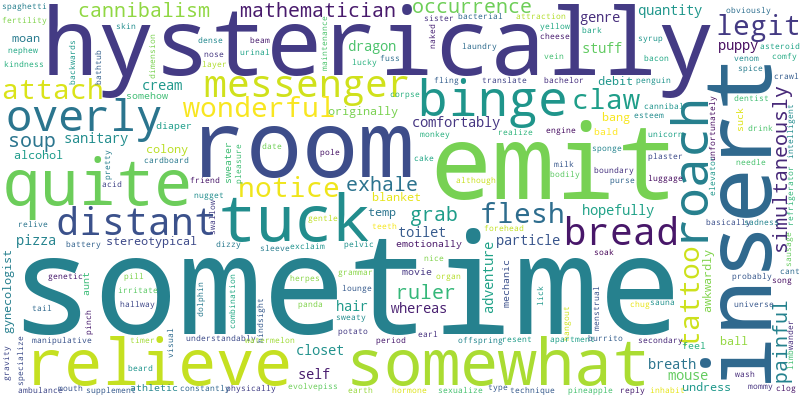 spaghetti
cannibalism
mathematician
occurrence
sister
bacterial
attraction
genre
quantity
obviously
fertility
skin
dense
urinal
beam
naked
yellow
cheese
bark
syrup
legit
asteroid
moan
nephew
kindness
backwards
bathtub
dimension
nose
layer
lucky
maintenance
fuss
dragon
laundry
vein
stuff
bacon
puppy
comfy
hysterically
venom
spice
crawl
attach
cream
somehow
messenger
corpse
fling
translate
bachelor
penguin
debit
cannibal
binge
claw
overly
wonderful
originally
comfortably
bang
esteem
dentist
suck
drink
diaper
soup
sanitary
colony
alcohol
cardboard
room
date
pole
monkey
realize
engine
bald
unicorn
sponge
plaster
cake
emit
milk
bodily
boundary
purse
luggage
although
needle
elevator
unfortunately
simultaneously
intelligent
refrigerator
pretty
acid
friend
nugget
swallow
sweater
pleasure
notice
exhale
blanket
gentle
teeth
temp
toilet
grab
flesh
hopefully
quite
distant
tuck
bread
roach
insert
basically
sadness
sausage
relive
pizza
battery
stereotypical
dizzy
sleeve
exclaim
pelvic
emotionally
forehead
particle
soak
probably
cant
song
gynecologist
genetic
pill
irritate
aunt
tail
hallway
pinch
dolphin
combination
herpes
panda
grammar
lounge
hair
sweaty
movie
nice
organ
ruler
whereas
adventure
mechanic
lick
menstrual
chug
sauna
tattoo
awkwardly
universe
sometime
painful
manipulative
timer
visual
understandably
watermelon
hindsight
potato
period
earl
offspring
present
hangout
apartment
burrito
secondary
feel
ball
limb
wander
gravity
specialize
relieve
beard
closet
self
somewhat
breath
mouse
undress
wash
mommy
clog
ambulance
mouth
supplement
athletic
constantly
physically
evolvepiss
earth
hormone
sexualize
type
technique
pineapple
reply
inhabit